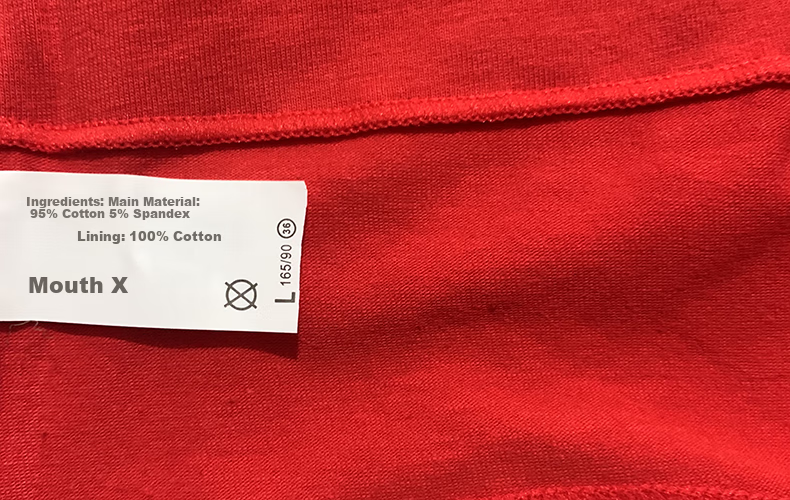 Ingredients: Main Material:
95% Cotton 5% Spandex
Lining: 100% Cotton
Mouth X
L 165/90 36